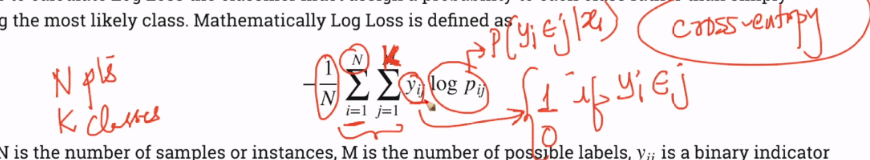 g the most likely class. Mathematically Log Loss is defined as
P(yi ∈ j | xi)
cross-entropy
N pts
K classes
- 1/N N∑i=1 K∑j=1 yij log pij
{ 1 if yi ∈ j
0
N is the number of samples or instances, M is the number of possible labels, yij is a binary indicator